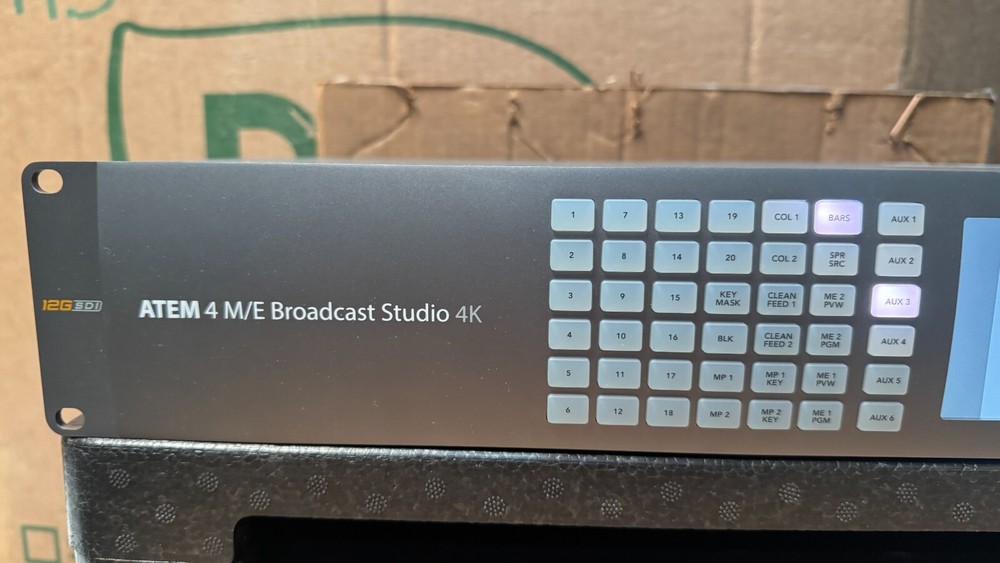 12G SDI
ATEM 4 M/E Broadcast Studio 4K
1 7 13 19 COL 1 BARS AUX 1
2 8 14 20 COL 2 SPR SRC AUX 2
3 9 15 KEY MASK CLEAN FEED 1 ME 2 PVW AUX 3
4 10 16 BLK CLEAN FEED 2 ME 2 PGM AUX 4
5 11 17 MP 1 MP 1 KEY ME 1 PVW AUX 5
6 12 18 MP 2 MP 2 KEY ME 1 PGM AUX 6